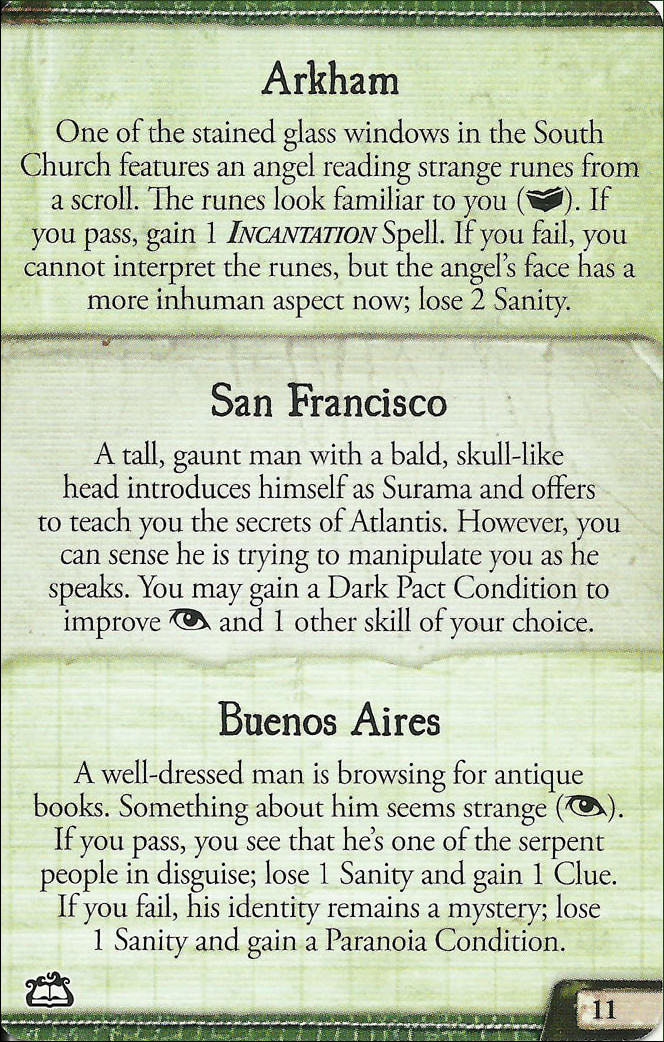 Arkham
One of the stained glass windows in the South
Church features an angel reading strange runes from
a scroll. The runes look familiar to you ( ). If
you pass, gain 1 INCANTATION Spell. If you fail, you
cannot interpret the runes, but the angel's face has a
more inhuman aspect now; lose 2 Sanity.
San Francisco
A tall, gaunt man with a bald, skull-like
head introduces himself as Surama and offers
to teach you the secrets of Atlantis. However, you
can sense he is trying to manipulate you as he
speaks. You may gain a Dark Pact Condition to
improve and 1 other skill of your choice.
Buenos Aires
A well-dressed man is browsing for antique
books. Something about him seems strange ( ).
If you pass, you see that he's one of the serpent
people in disguise; lose 1 Sanity and gain 1 Clue.
If you fail, his identity remains a mystery; lose
1 Sanity and gain a Paranoia Condition.
11